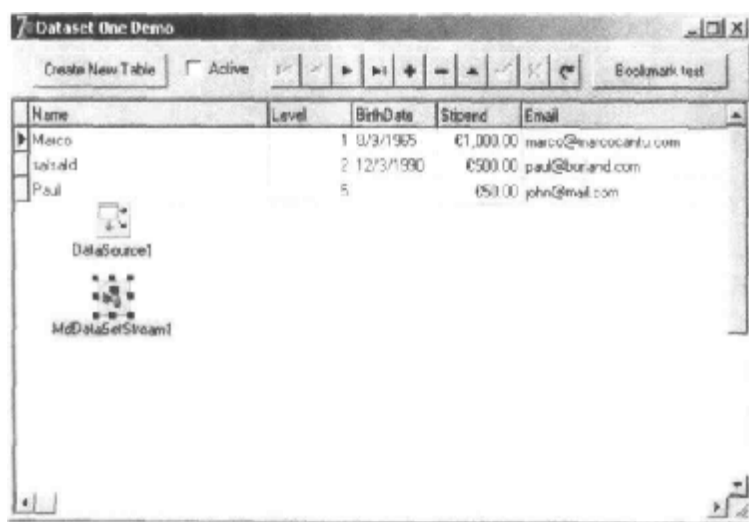 Dataset One Demo
Create New Table Active Bookmark test
Name Level BirthDate Stipend Email
Marco 1 9/9/1965 €1,000.00 marco@marcocantu.com
2 12/3/1990 €500.00 paul@borland.com
Paul 5 €50.00 john@mail.com
DataSource1
MdDataSetStream1